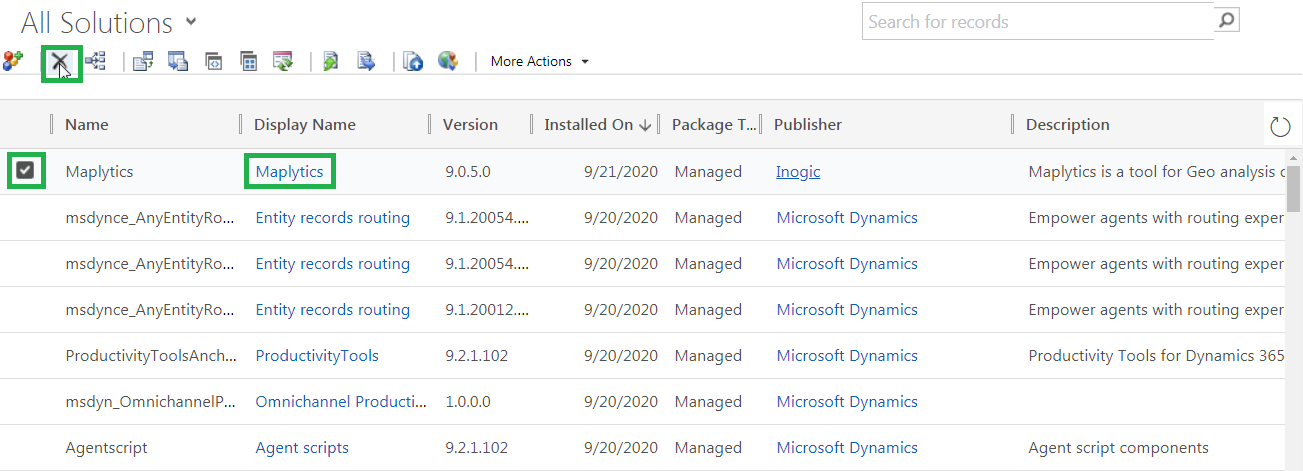 All Solutions
Search for records
More Actions
Name Display Name Version Installed On Package T... Publisher Description
Maplytics Maplytics 9.0.5.0 9/21/2020 Managed Inogic Maplytics is a tool for Geo analysis
msdynce_AnyEntityRo... Entity records routing 9.1.20054.... 9/20/2020 Managed Microsoft Dynamics Empower agents with routing exper
msdynce_AnyEntityRo... Entity records routing 9.1.20054.... 9/20/2020 Managed Microsoft Dynamics Empower agents with routing exper
msdynce_AnyEntityRo... Entity records routing 9.1.20012.... 9/20/2020 Managed Microsoft Dynamics Empower agents with routing exper
ProductivityToolsAnch... ProductivityTools 9.2.1.102 9/20/2020 Managed Microsoft Dynamics Productivity Tools for Dynamics 365
msdyn_OmnichannelP... Omnichannel Producti... 1.0.0.0 9/20/2020 Managed Microsoft Dynamics
Agentscript Agent scripts 9.2.1.102 9/20/2020 Managed Microsoft Dynamics Agent script components